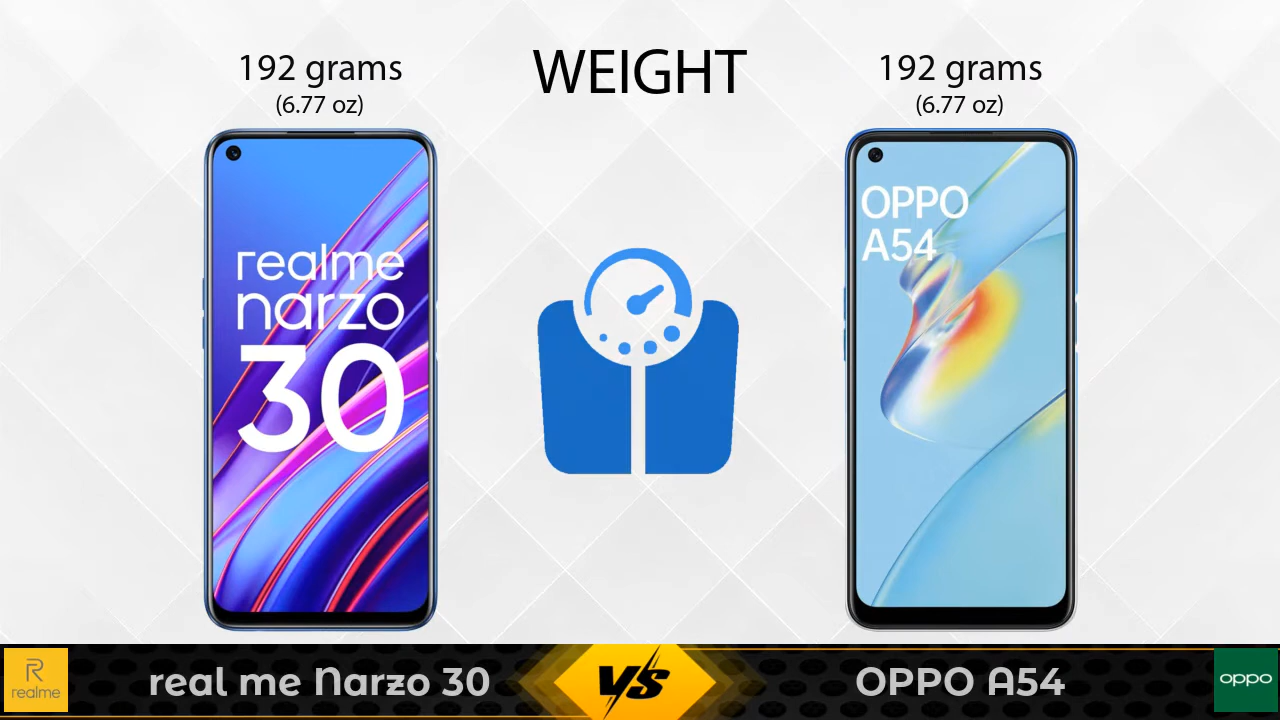 WEIGHT
192 grams
(6.77 oz)
192 grams
(6.77 oz)
realme
narzo
30
OPPO
A54
R
realme
real me Narzo 30
VS
OPPO A54
oppo